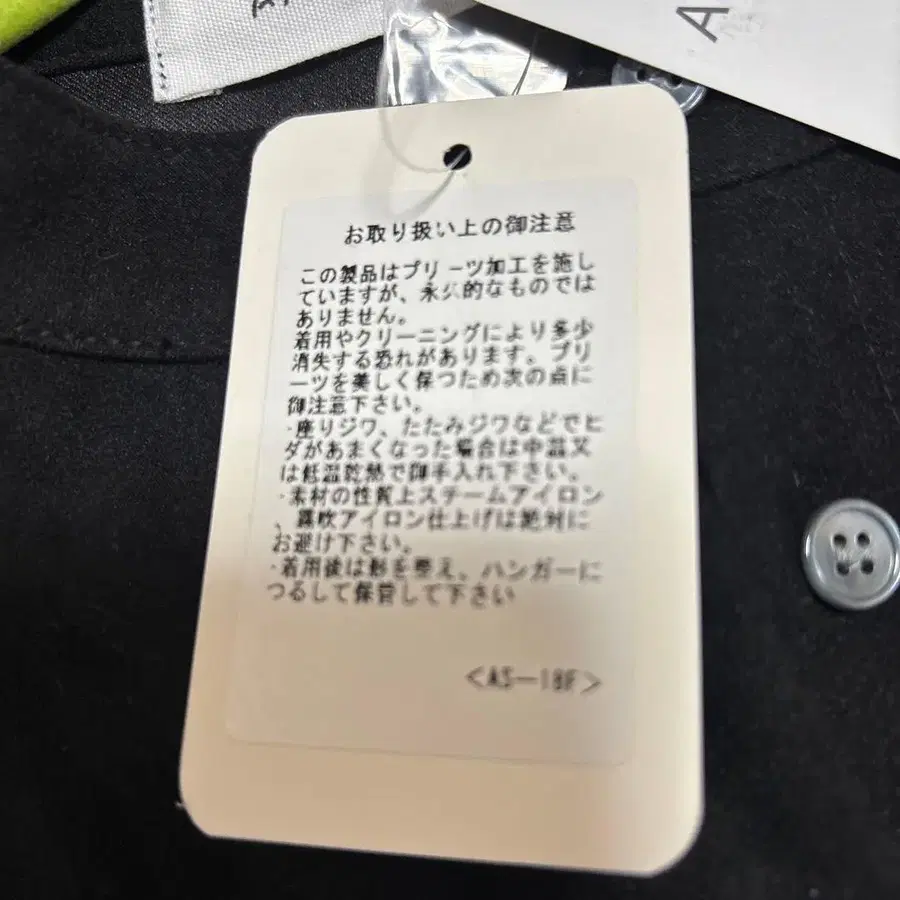 A
お取り扱い上の御注意
この製品はプリーツ加工を施し
ていますが、永久的なものでは
ありません。
着用やクリーニングにより多少
消失する恐れがあります。プリ
ーツを美しく保つため次の点に
御注意下さい。
・座りジワ、たたみジワなどでヒ
ダがあまくなった場合は中温又
は低温乾熱で御手入れ下さい。
・素材の性質上スチームアイロン
、霧吹アイロン仕上げは絶対に
お避け下さい。
・着用後は形を整え、ハンガーに
つるして保管して下さい
<AS-18F>